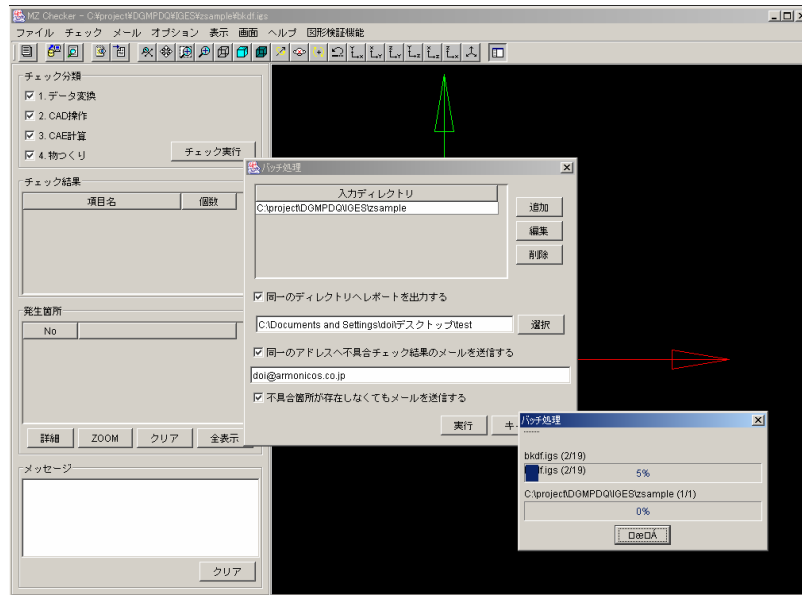 MZ Checker - C:¥project¥DGMPDQ¥IGES¥zsample¥bkdf.igs
ファイル チェック メール オプション 表示 画面 ヘルプ 図形検証機能
チェック分類
1. データ変換
2. CAD操作
3. CAE計算
4. 物つくり
チェック実行
チェック結果
項目名 個数
発生箇所
No
詳細 ZOOM クリア 全表示
メッセージ
クリア
バッチ処理
入力ディレクトリ
C:\project\DGMPDQ\IGES\zsample
追加
編集
削除
同一のディレクトリへレポートを出力する
C:\Documents and Settings\doi\デスクトップ\test
選択
同一のアドレスへ不具合チェック結果のメールを送信する
doi@armonicos.co.jp
不具合箇所が存在しなくてもメールを送信する
実行 キ
バッチ処理
------
bkdf.igs (2/19)
f.igs (2/19) 5%
C:\project\DGMPDQ\IGES\zsample (1/1)
0%
□œ□Á